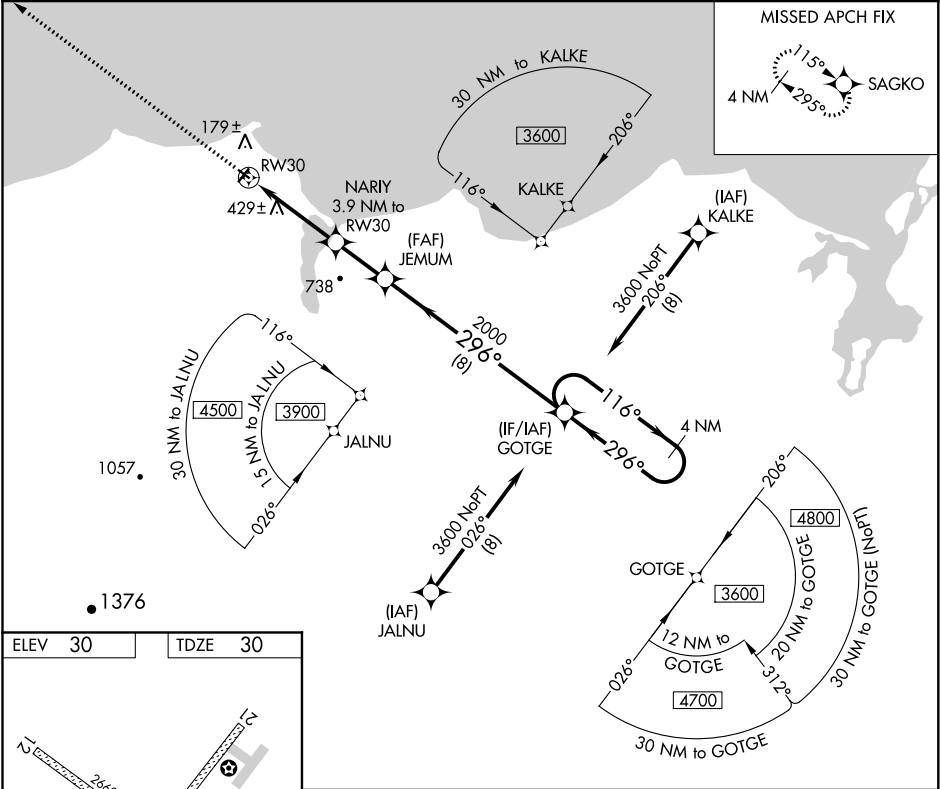 MISSED APCH FIX
115°
SAGKO
4 NM
295°
30 NM to KALKE
3600
206°
116°
KALKE
179±
RW30
429±
NARIY
3.9 NM to
RW30
(FAF)
JEMUM
738
(IAF)
KALKE
3600 NoPT
206°
(8)
2000
296°
(8)
116°
4 NM
296°
(IF/IAF)
GOTGE
116°
30 NM to JALNU
4500
15 NM to JALNU
3900
JALNU
026°
1057
1376
3600 NoPT
026°
(8)
(IAF)
JALNU
206°
4800
GOTGE
3600
20 NM to GOTGE
30 NM to GOTGE (NoPT)
12 NM to
GOTGE
026°
312°
4700
30 NM to GOTGE
ELEV 30
TDZE 30
12
21